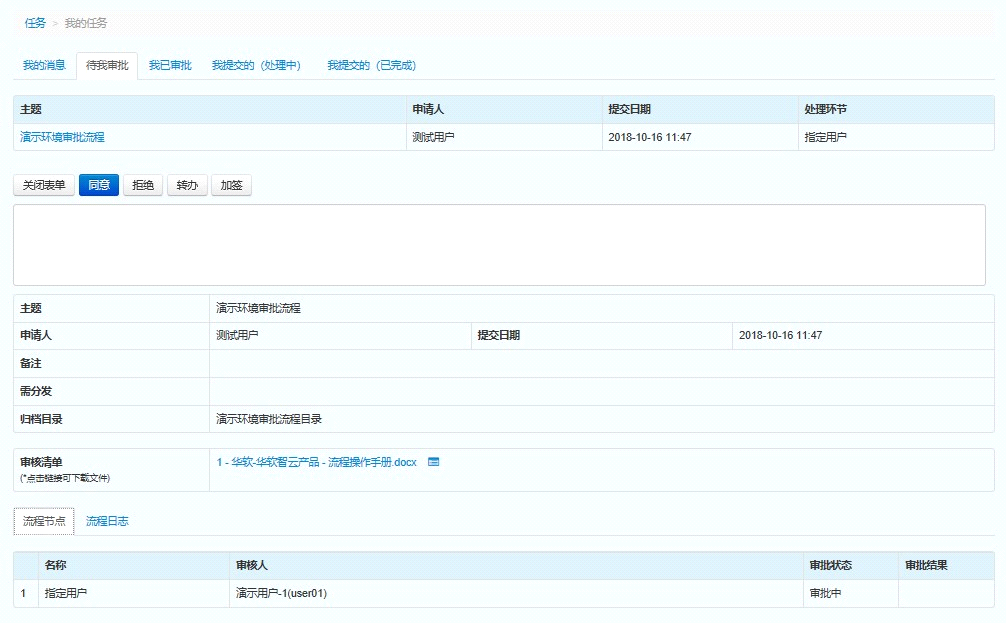 任务 > 我的任务
我的消息 待我审批 我已审批 我提交的（处理中） 我提交的（已完成）
主题 申请人 提交日期 处理环节
演示环境审批流程 测试用户 2018-10-16 11:47 指定用户
关闭表单 同意 拒绝 转办 加签
主题 演示环境审批流程
申请人 测试用户 提交日期 2018-10-16 11:47
备注
需分发
归档目录 演示环境审批流程目录
审核清单 1 - 华软-华软智云产品 - 流程操作手册.docx
(*点击链接可下载文件)
流程节点 流程日志
名称 审核人 审批状态 审批结果
1 指定用户 演示用户-1(user01) 审批中